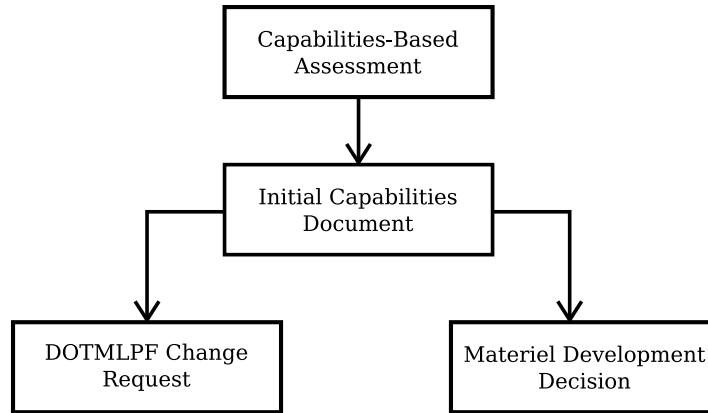 Capabilities-Based
Assessment
Initial Capabilities
Document
DOTMLPF Change
Request
Materiel Development
Decision